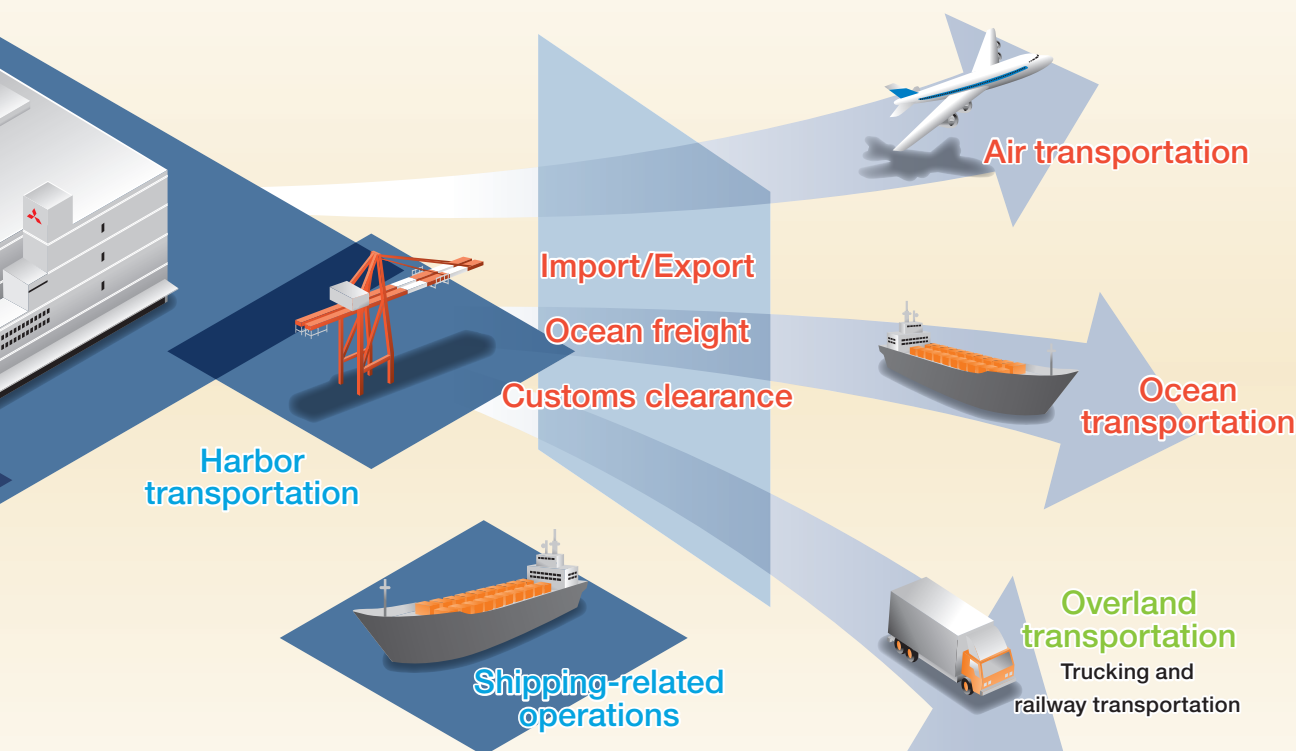 Air transportation
Import/Export
Ocean freight
Customs clearance
Ocean
transportation
Harbor
transportation
Overland
transportation
Trucking and
railway transportation
Shipping-related
operations